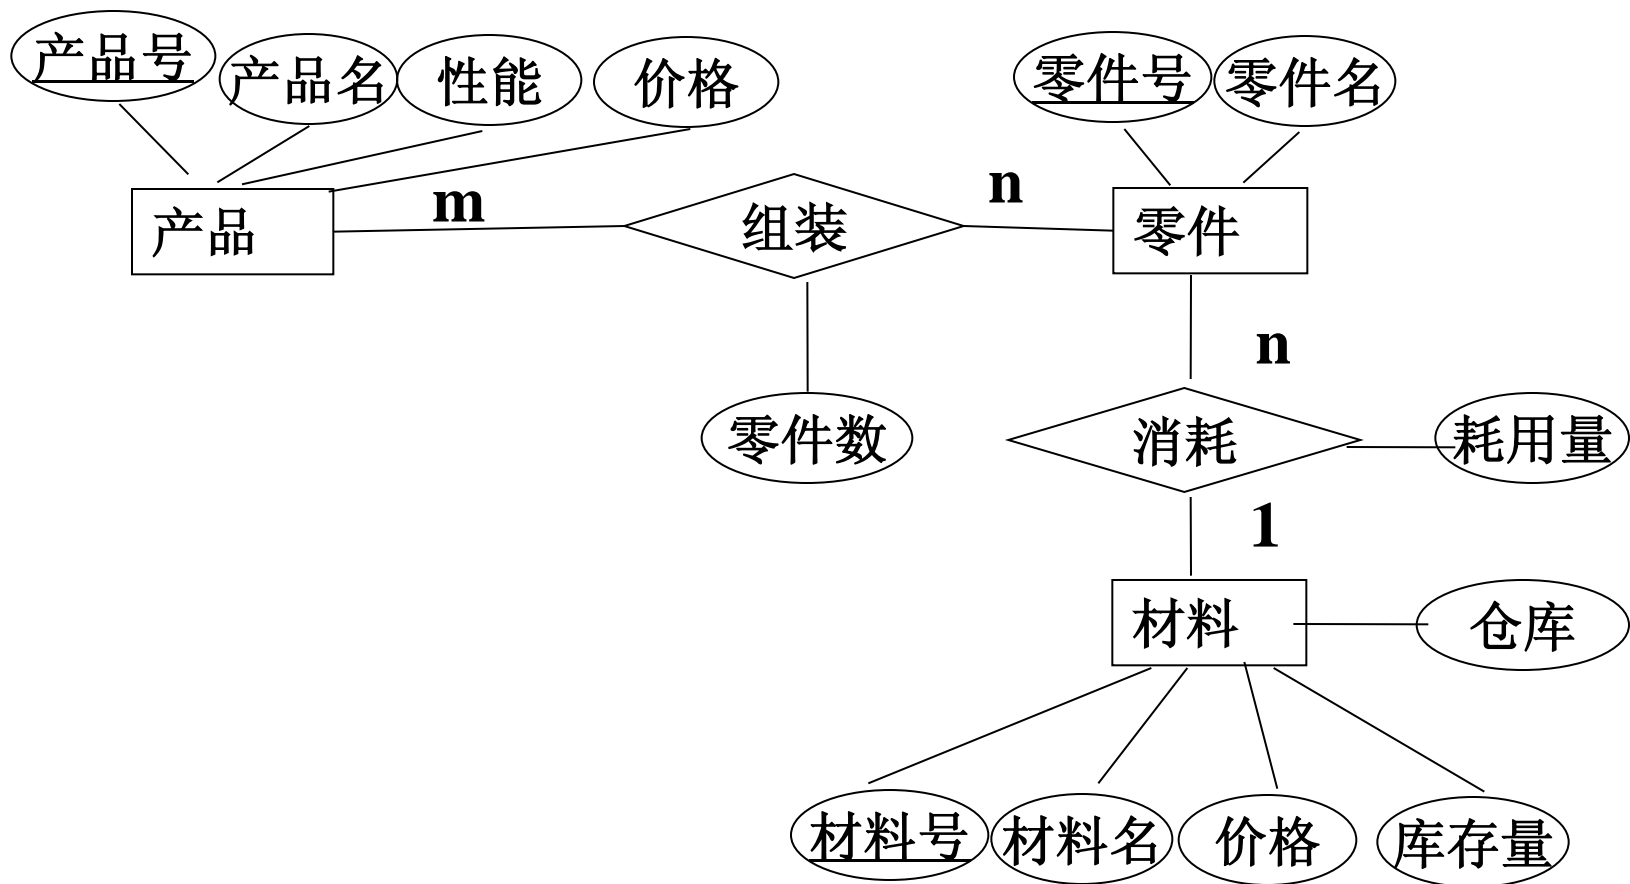 产品号
产品名
性能
价格
零件号
零件名
产品
m
组装
n
零件
n
零件数
消耗
耗用量
1
材料
仓库
材料号
材料名
价格
库存量